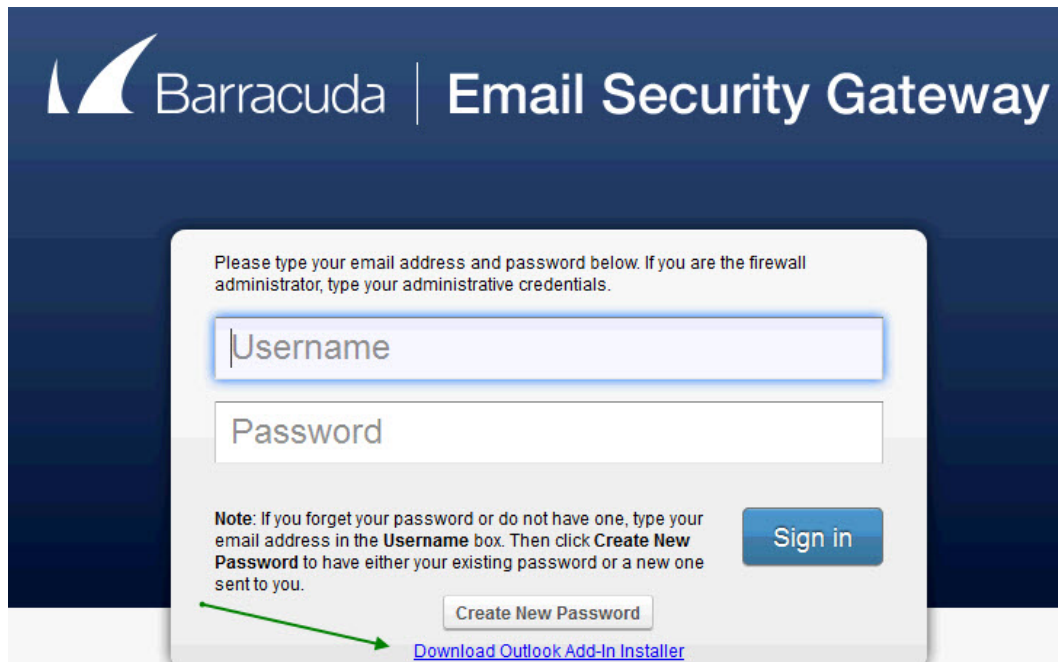 Barracuda | Email Security Gateway
Please type your email address and password below. If you are the firewall
administrator, type your administrative credentials.
Username
Password
Note: If you forget your password or do not have one, type your
email address in the Username box. Then click Create New
Password to have either your existing password or a new one
sent to you.
Sign in
Create New Password
Download Outlook Add-In Installer